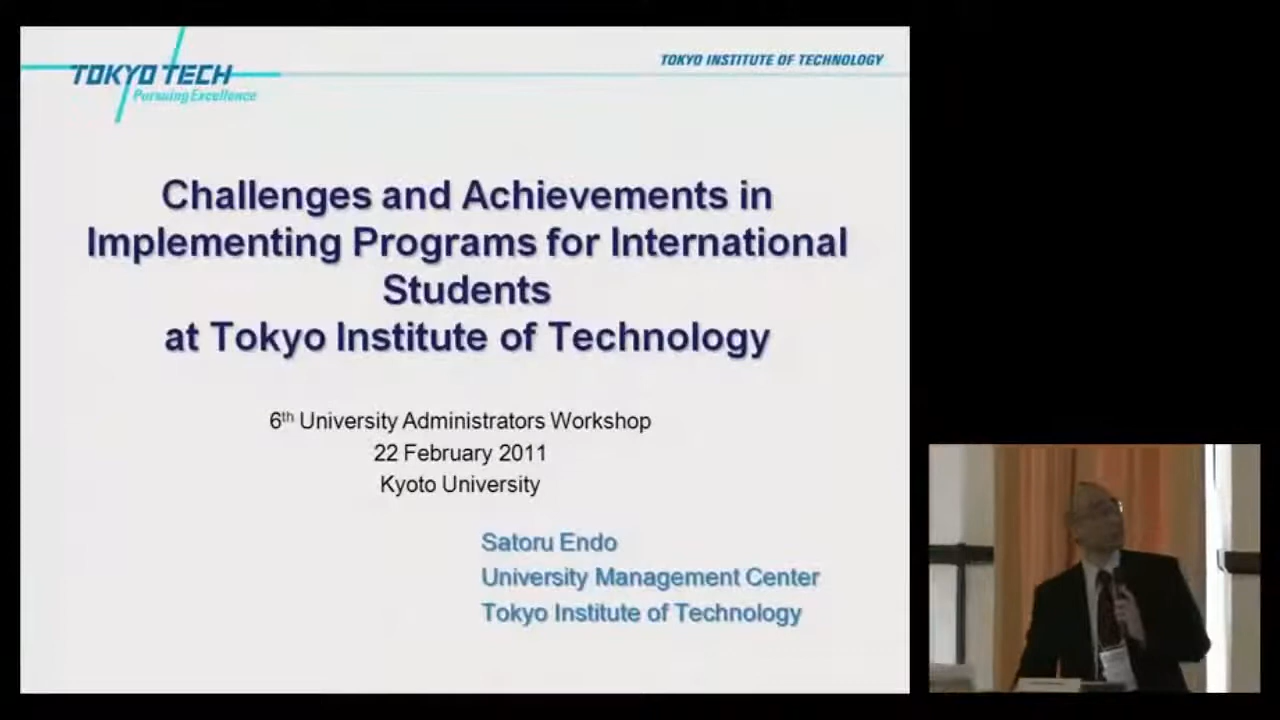 TOKYO TECH
Pursuing Excellence
TOKYO INSTITUTE OF TECHNOLOGY
Challenges and Achievements in
Implementing Programs for International
Students
at Tokyo Institute of Technology
6th University Administrators Workshop
22 February 2011
Kyoto University
Satoru Endo
University Management Center
Tokyo Institute of Technology